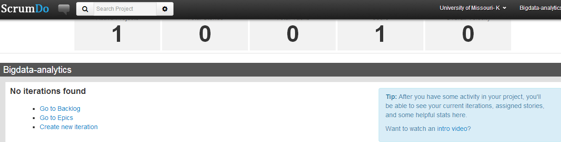 ScrumDo
Search Project
University of Missouri- K
Bigdata-analytics
1 0 0 1 0
Bigdata-analytics
No iterations found
Go to Backlog
Go to Epics
Create new iteration
Tip: After you have some activity in your project, you'll
be able to see your current iterations, assigned stories,
and some helpful stats here.
Want to watch an intro video?